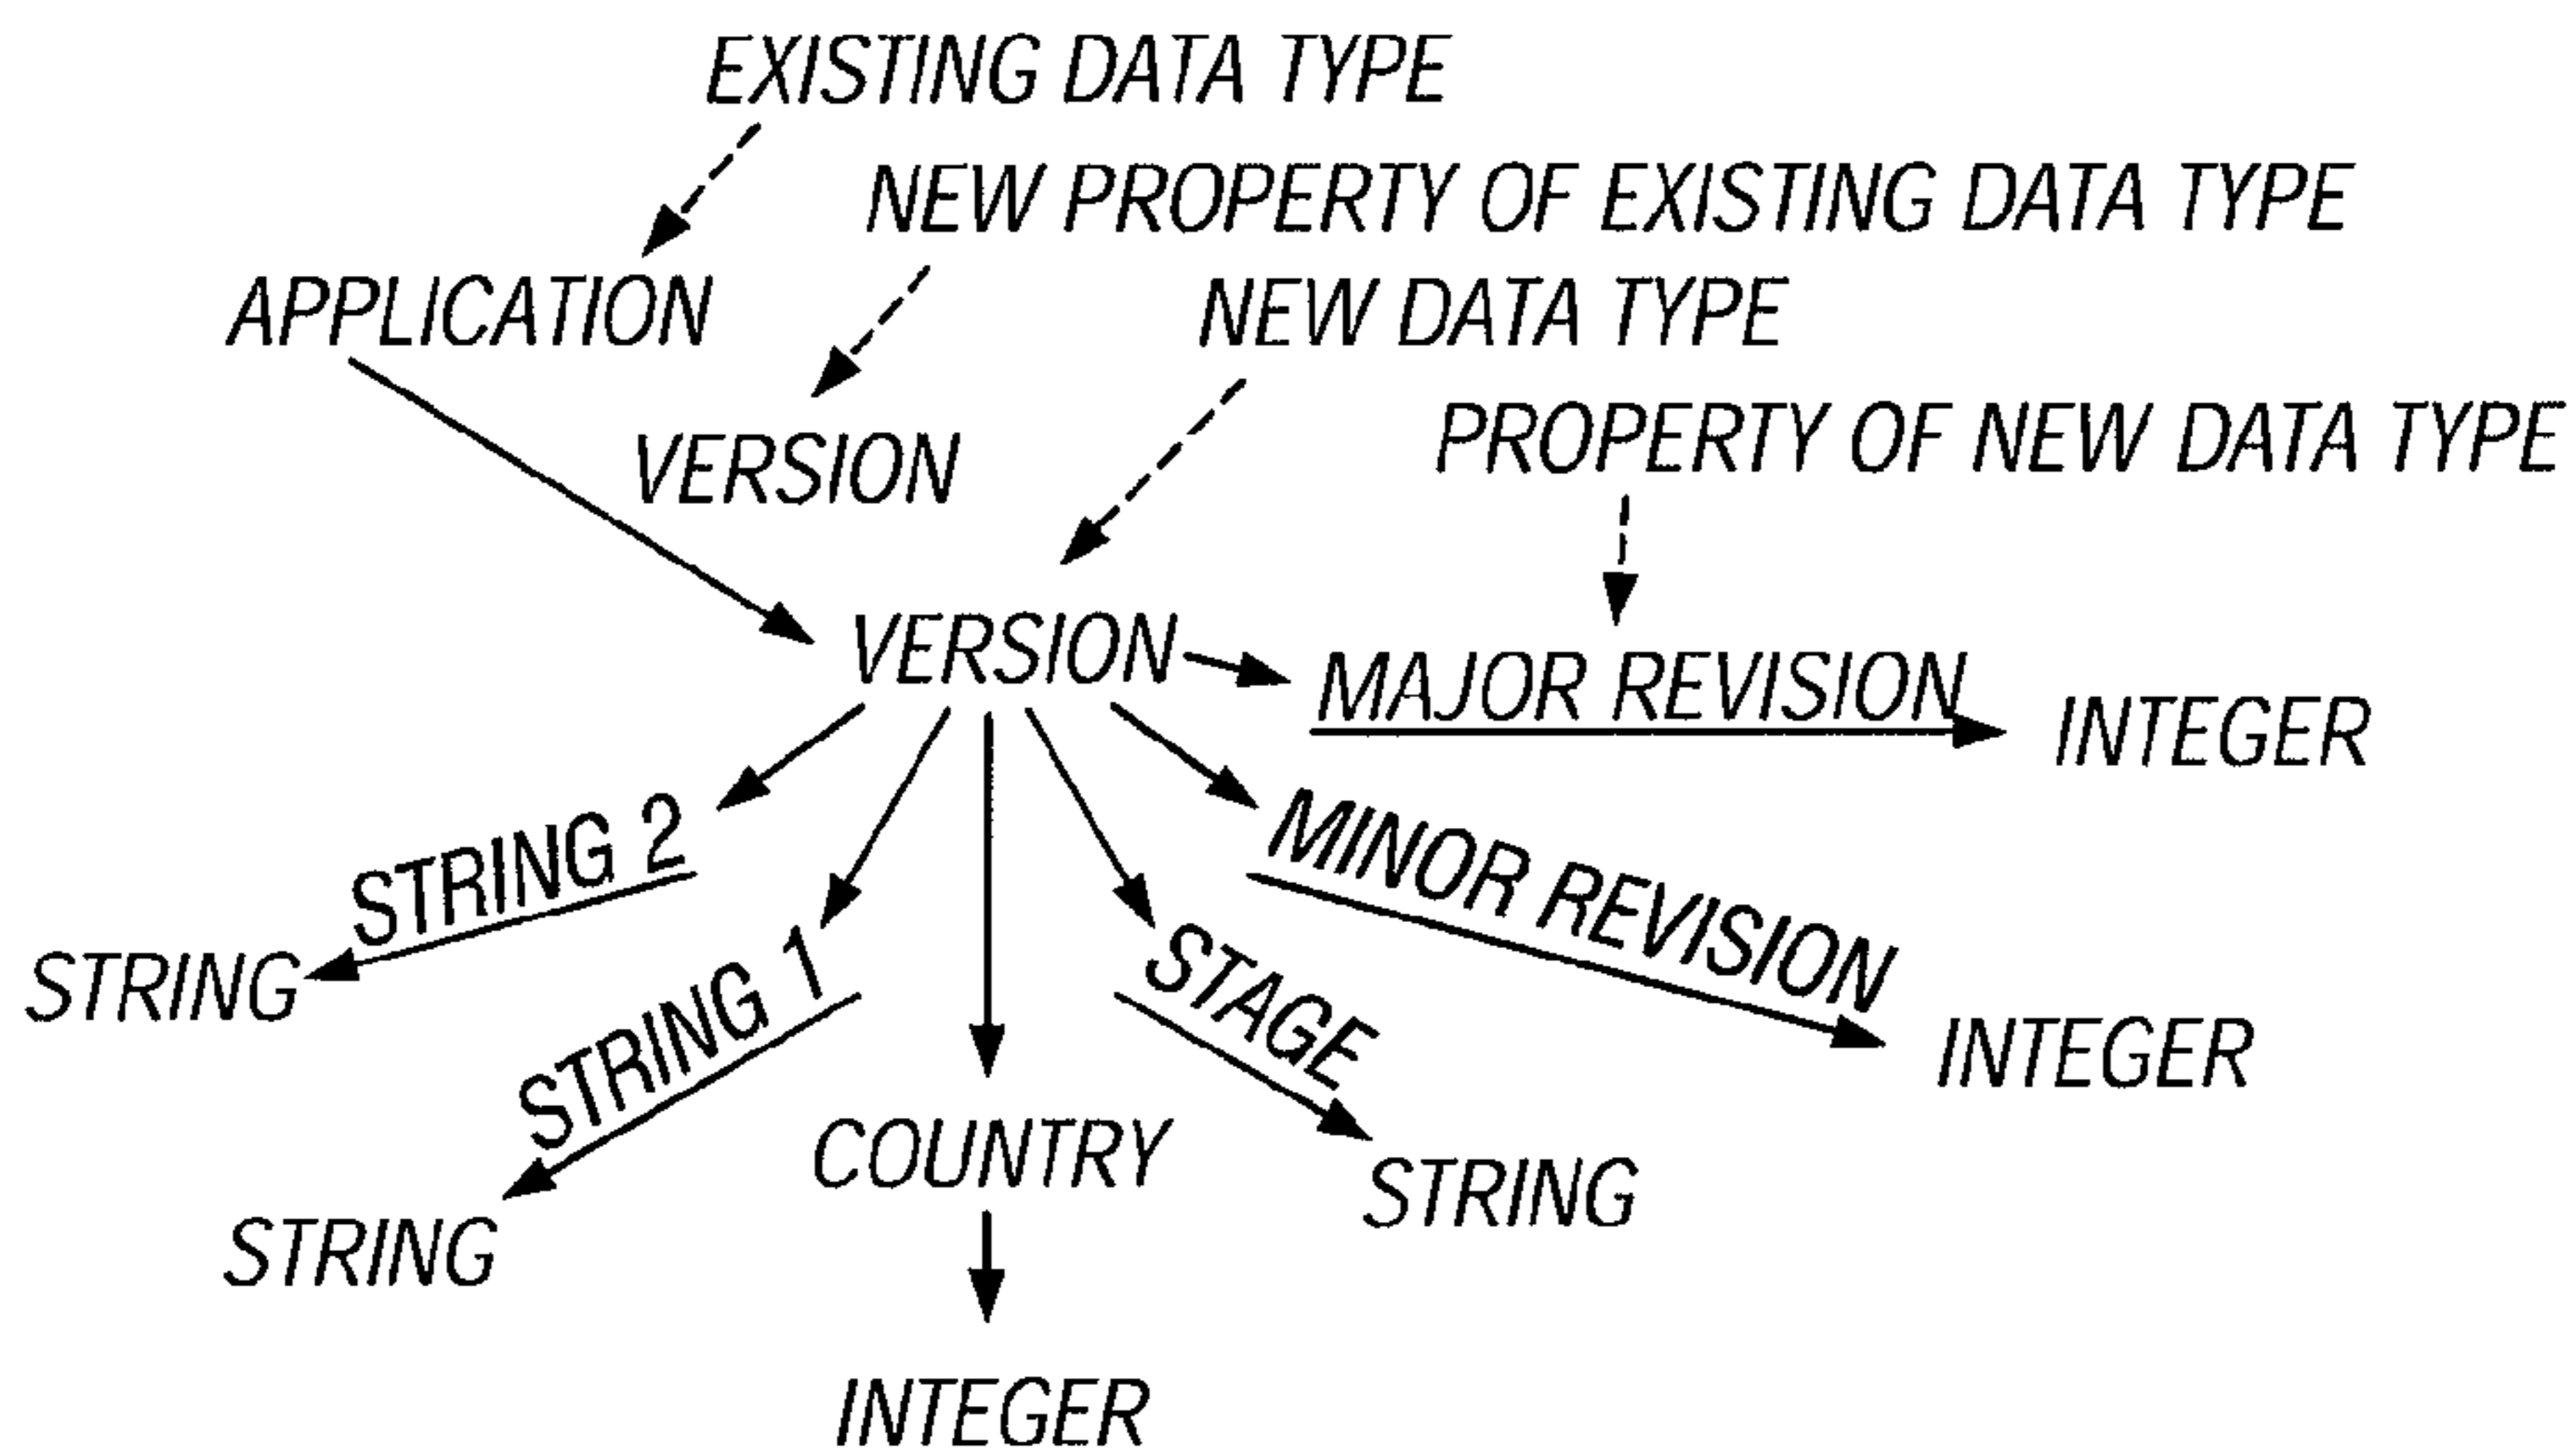 EXISTING DATA TYPE
NEW PROPERTY OF EXISTING DATA TYPE
APPLICATION
NEW DATA TYPE
VERSION
PROPERTY OF NEW DATA TYPE
VERSION
MAJOR REVISION
INTEGER
STRING 2
STRING
STRING 1
STRING
COUNTRY
INTEGER
STAGE
STRING
MINOR REVISION
INTEGER